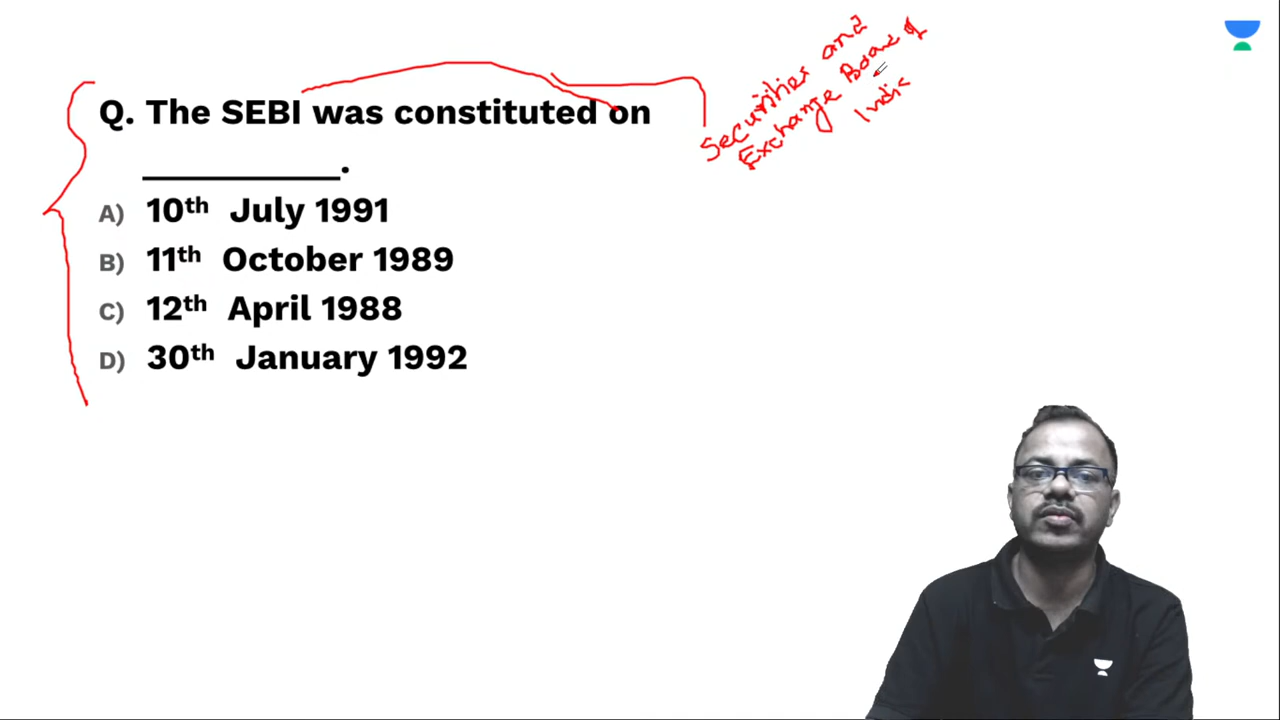 Q. The SEBI was constituted on
__________.
A) 10th July 1991
B) 11th October 1989
C) 12th April 1988
D) 30th January 1992
Securities and
Exchange Board of
India